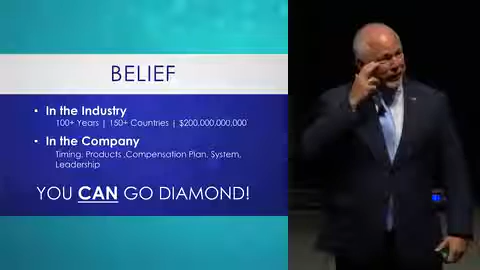 BELIEF
• In the Industry
100+ Years | 150+ Countries | $200,000,000,000
• In the Company
Timing, Products ,Compensation Plan, System,
Leadership
YOU CAN GO DIAMOND!